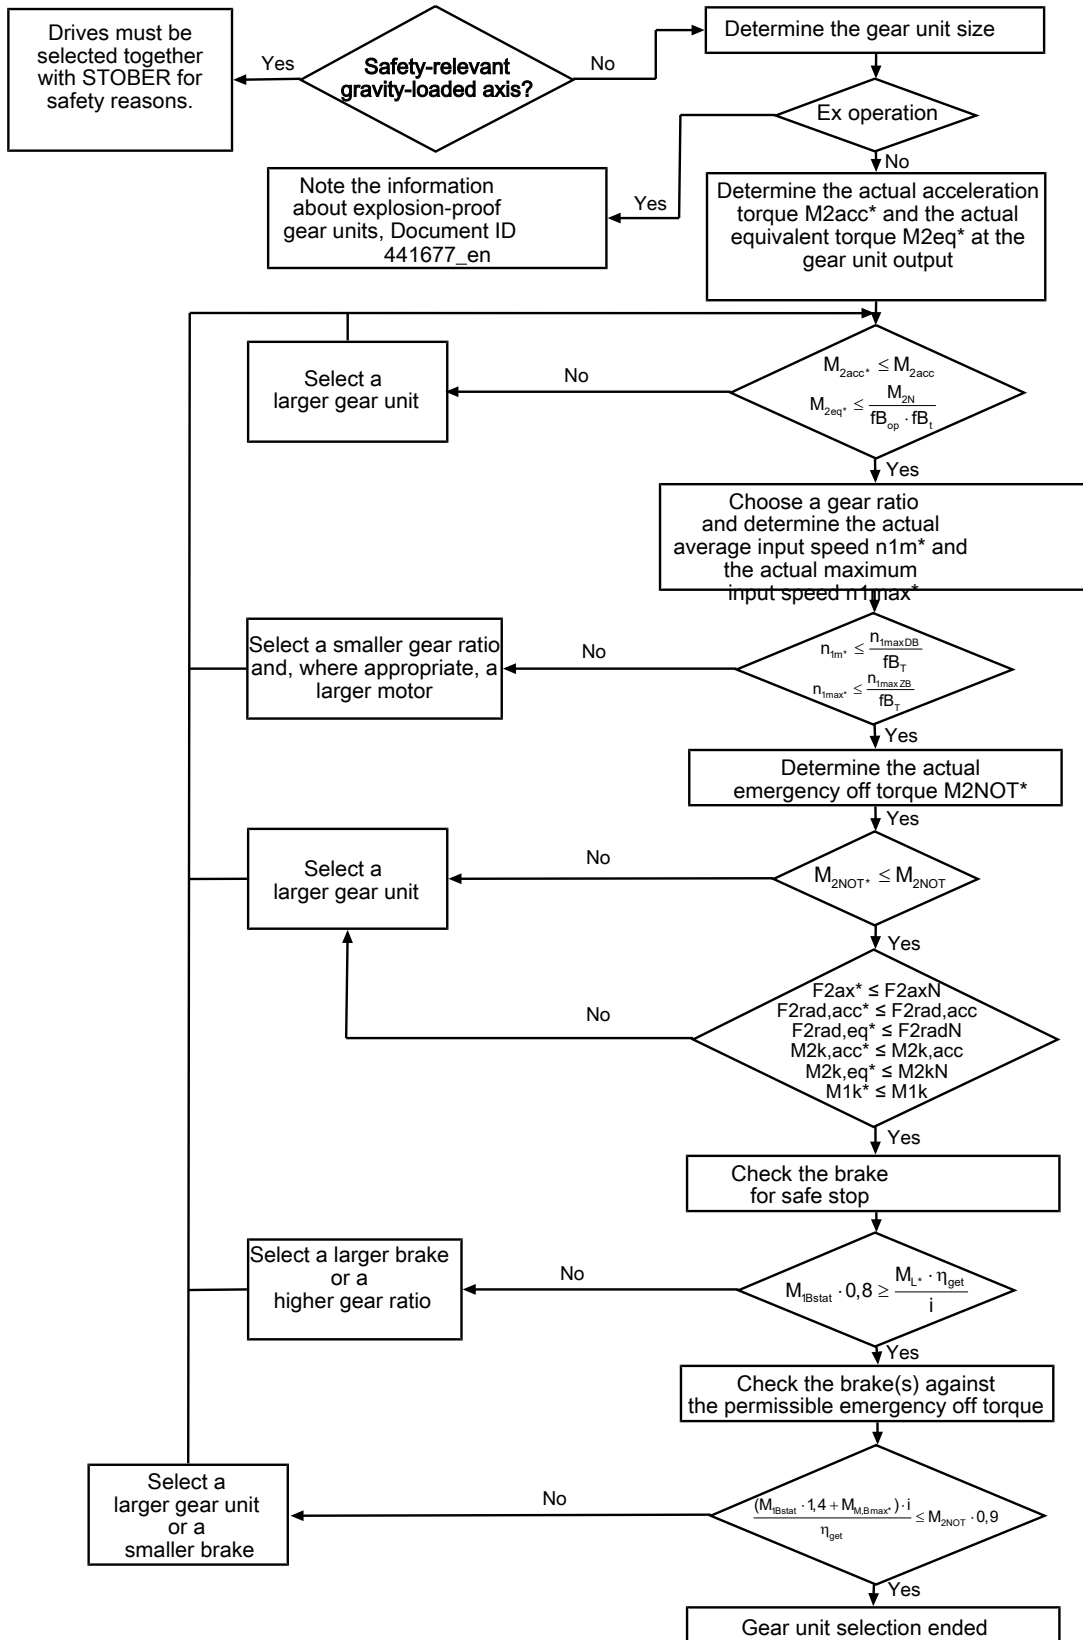 Drives must be
selected together
with STOBER for
safety reasons.
Yes
Safety-relevant
gravity-loaded axis?
No
Determine the gear unit size
Ex operation
No
Yes
Note the information
about explosion-proof
gear units, Document ID
441677_en
Determine the actual acceleration
torque M2acc* and the actual
equivalent torque M2eq* at the
gear unit output
M2acc* ≤ M2acc
M2eq* ≤ M2N / (fBop · fBt)
No
Select a
larger gear unit
Yes
Choose a gear ratio
and determine the actual
average input speed n1m* and
the actual maximum
input speed n1max*
n1m* ≤ n1maxDB / fBT
n1max* ≤ n1maxZB / fBT
No
Select a smaller gear ratio
and, where appropriate, a
larger motor
Yes
Determine the actual
emergency off torque M2NOT*
Yes
M2NOT* ≤ M2NOT
No
Select a
larger gear unit
Yes
F2ax* ≤ F2axN
F2rad,acc* ≤ F2rad,acc
F2rad,eq* ≤ F2radN
M2k,acc* ≤ M2k,acc
M2k,eq* ≤ M2kN
M1k* ≤ M1k
No
Yes
Check the brake
for safe stop
M1Bstat · 0,8 ≥ ML* · ηget / i
No
Select a larger brake
or a
higher gear ratio
Yes
Check the brake(s) against
the permissible emergency off torque
(M1Bstat · 1,4 + MM,Bmax*) · i / ηget ≤ M2NOT · 0,9
No
Select a
larger gear unit
or a
smaller brake
Yes
Gear unit selection ended